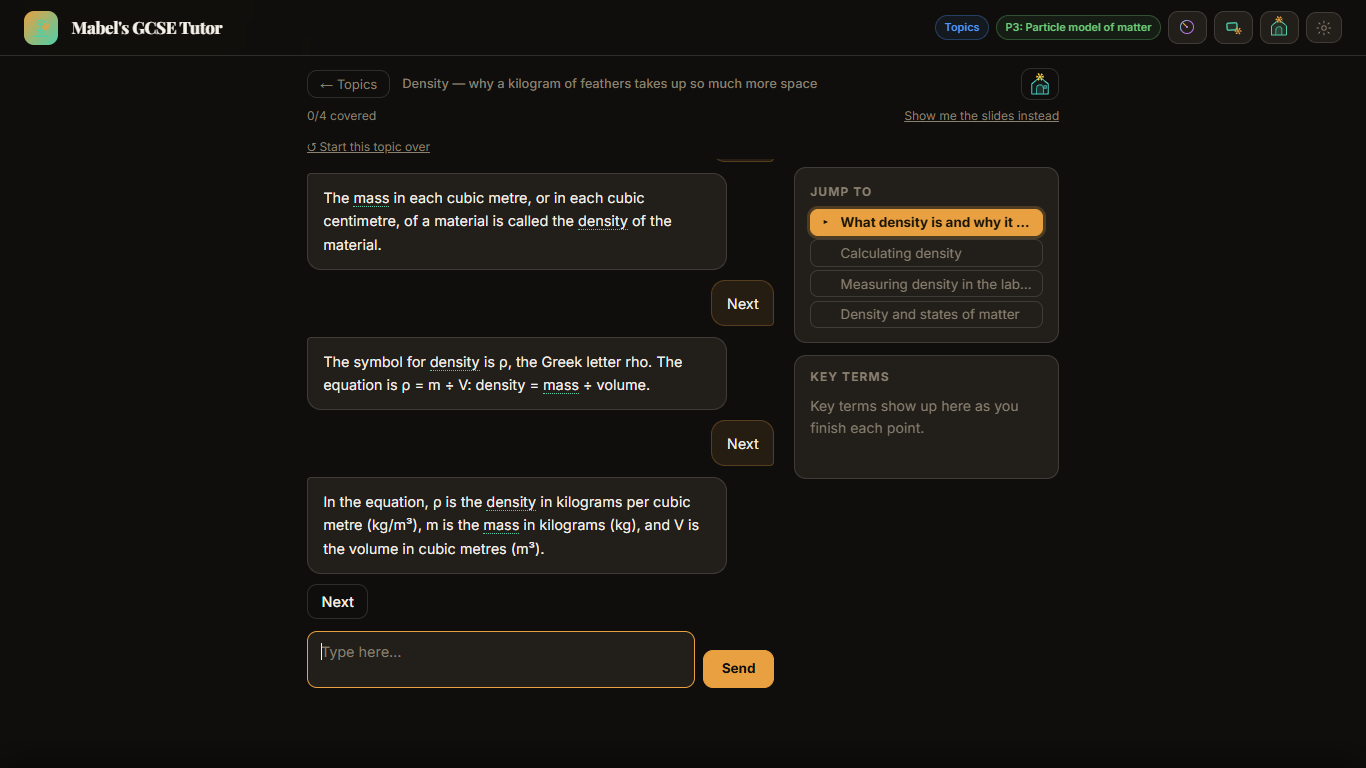 Mabel's GCSE Tutor
Topics
P3: Particle model of matter
← Topics
Density — why a kilogram of feathers takes up so much more space
0/4 covered
Show me the slides instead
↺ Start this topic over
The mass in each cubic metre, or in each cubic
centimetre, of a material is called the density of the
material.
Next
The symbol for density is ρ, the Greek letter rho. The
equation is ρ = m ÷ V: density = mass ÷ volume.
Next
In the equation, ρ is the density in kilograms per cubic
metre (kg/m³), m is the mass in kilograms (kg), and V is
the volume in cubic metres (m³).
Next
Type here...
Send
JUMP TO
‣ What density is and why it ...
Calculating density
Measuring density in the lab...
Density and states of matter
KEY TERMS
Key terms show up here as you
finish each point.